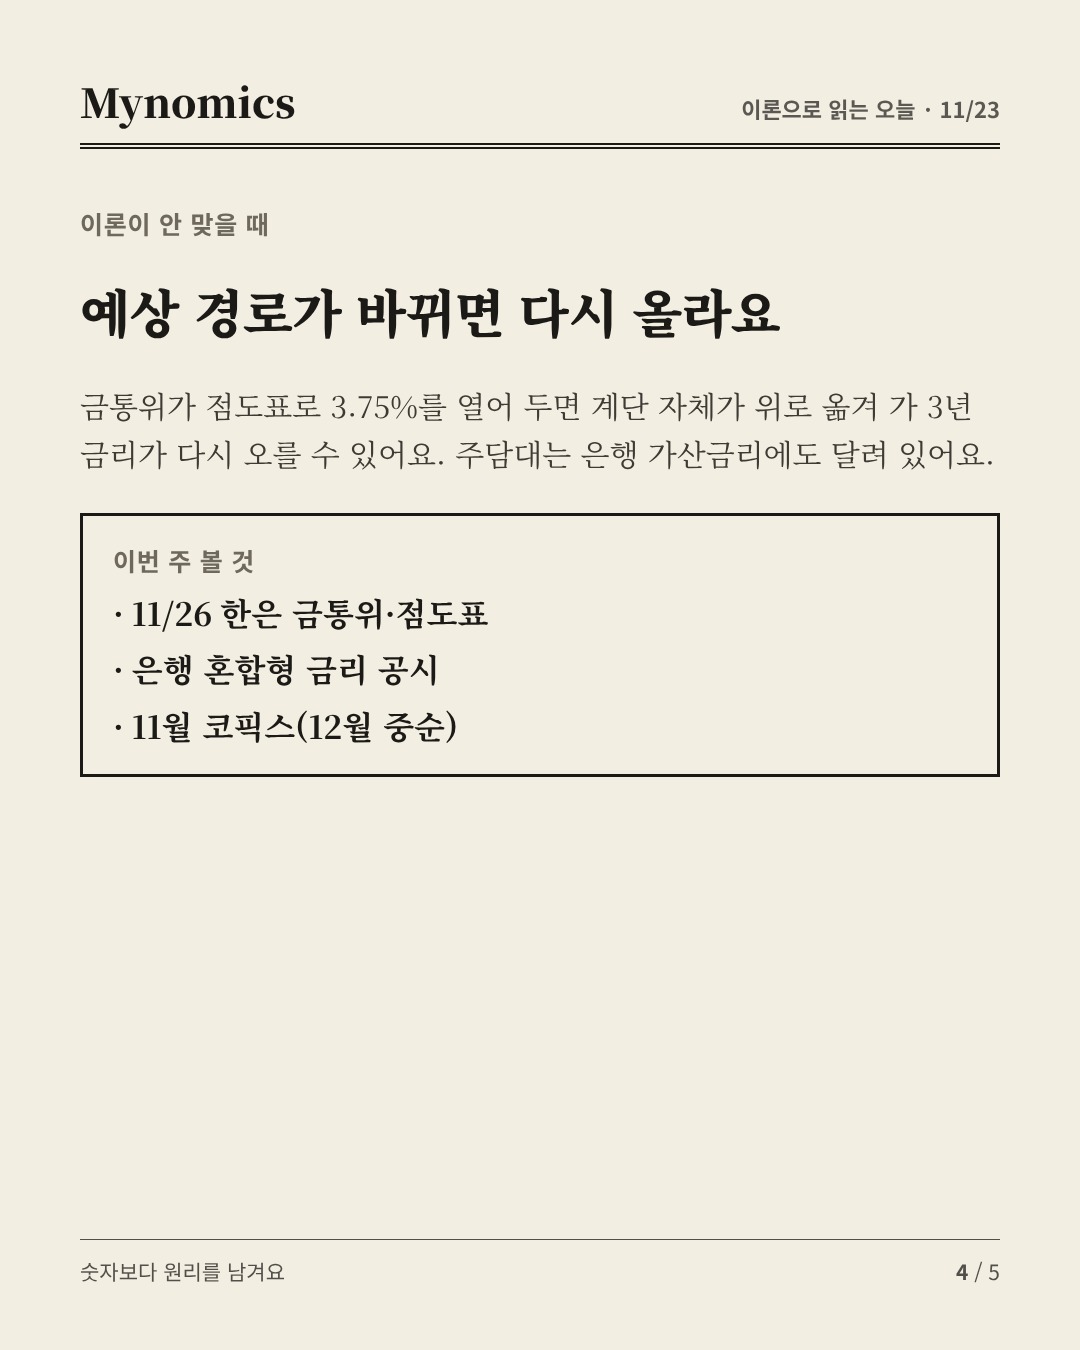 Mynomics
이론으로 읽는 오늘 · 11/23
이론이 안 맞을 때
예상 경로가 바뀌면 다시 올라요
금통위가 점도표로 3.75%를 열어 두면 계단 자체가 위로 옮겨 가 3년
금리가 다시 오를 수 있어요. 주담대는 은행 가산금리에도 달려 있어요.
이번 주 볼 것
· 11/26 한은 금통위·점도표
· 은행 혼합형 금리 공시
· 11월 코픽스(12월 중순)
숫자보다 원리를 남겨요
4 / 5